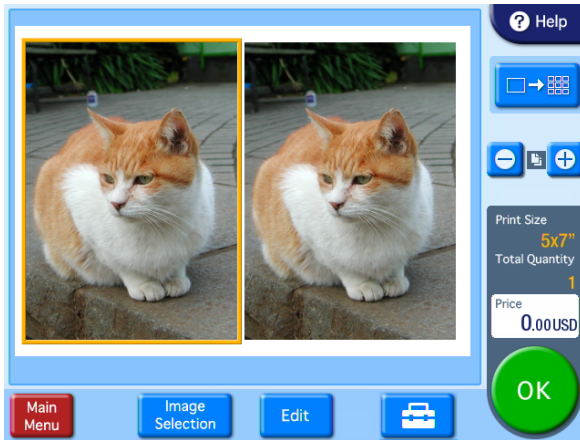 ? Help
Print Size
5x7”
Total Quantity
1
Price
0.00USD
OK
Main
Menu
Image
Selection
Edit